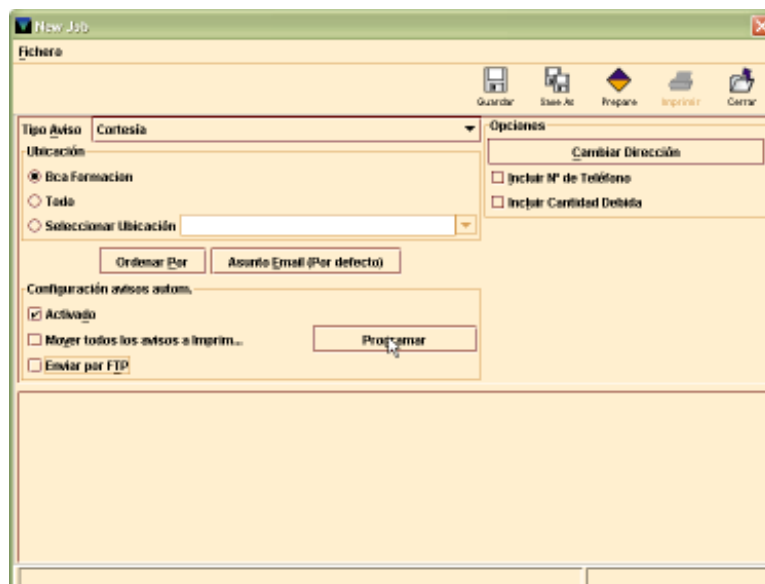 New Job
Fichero
Guardar Save As Prepare Imprimir Cerrar
Tipo Aviso Cortesía
Opciones
Ubicación
Cambiar Dirección
Bca Formacion
Incluir Nº de Teléfono
Todo
Incluir Cantidad Debida
Seleccionar Ubicación
Ordenar Por Asunto Email (Por defecto)
Configuración avisos autom.
Activado
Mover todos los avisos a Imprim...
Programar
Enviar por FTP